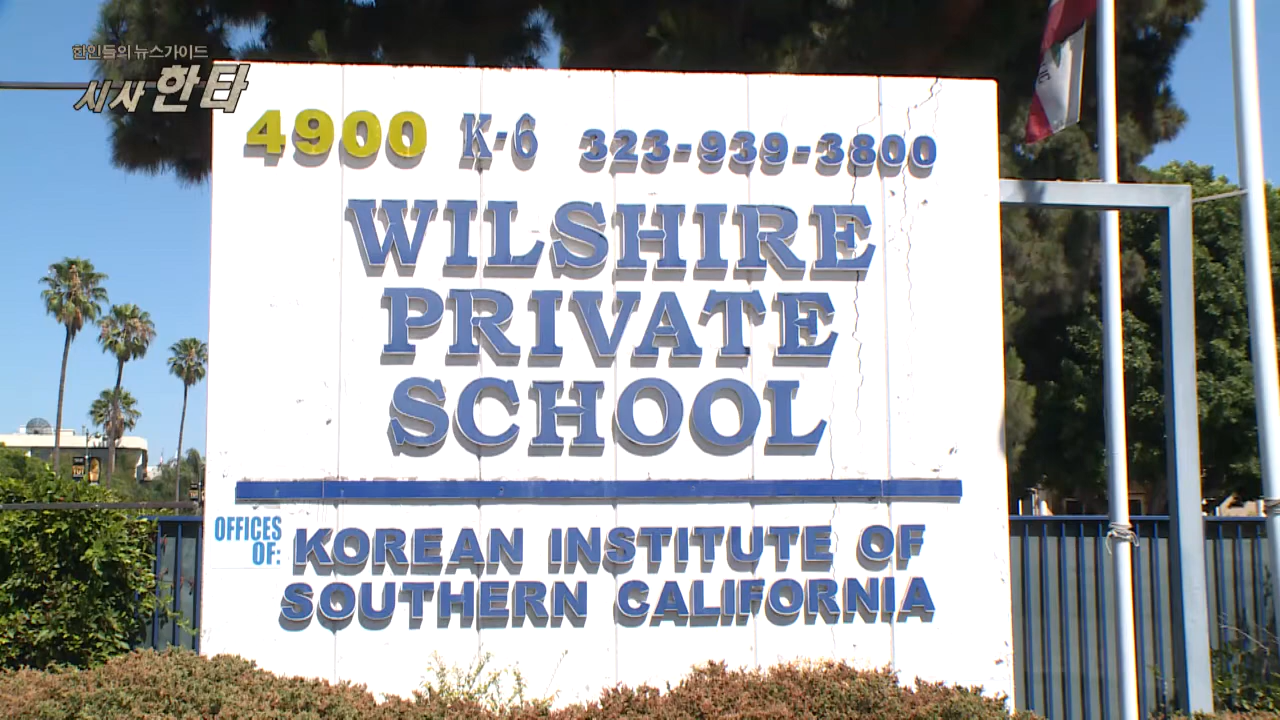 한인들의 뉴스가이드
시사 한타
4900 K-6 323-939-3800
WILSHIRE
PRIVATE
SCHOOL
OFFICES
OF:
KOREAN INSTITUTE OF
SOUTHERN CALIFORNIA